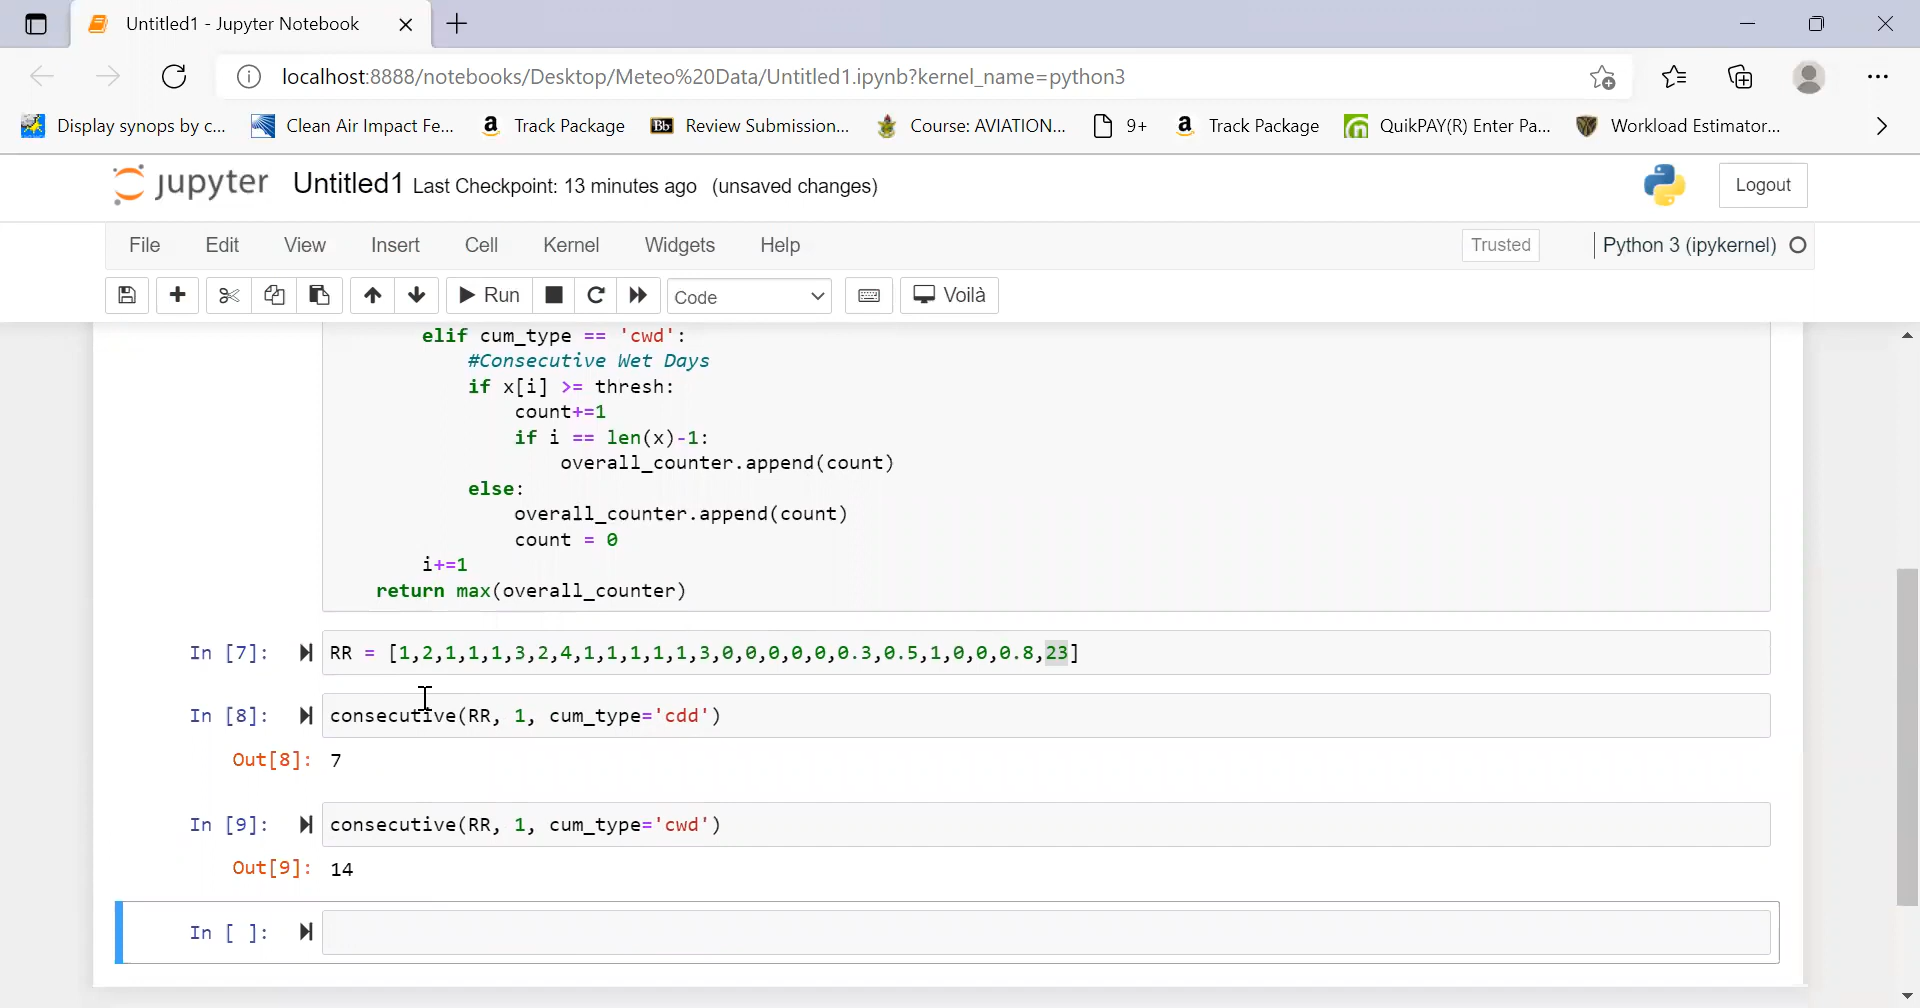 Untitled1 - Jupyter Notebook
localhost:8888/notebooks/Desktop/Meteo%20Data/Untitled1.ipynb?kernel_name=python3
Display synops by c... Clean Air Impact Fe... Track Package Bb Review Submission... Course: AVIATION... 9+ Track Package QuikPAY(R) Enter Pa... Workload Estimator...
jupyter Untitled1 Last Checkpoint: 13 minutes ago (unsaved changes) Logout
File Edit View Insert Cell Kernel Widgets Help Trusted Python 3 (ipykernel)
Run Code Voilà
elif cum_type == 'cwd':
#Consecutive Wet Days
if x[i] >= thresh:
count+=1
if i == len(x)-1:
overall_counter.append(count)
else:
overall_counter.append(count)
count = 0
i+=1
return max(overall_counter)
In [7]: RR = [1,2,1,1,1,3,2,4,1,1,1,1,1,3,0,0,0,0,0,0.3,0.5,1,0,0,0.8,23]
In [8]: consecutive(RR, 1, cum_type='cdd')
Out[8]: 7
In [9]: consecutive(RR, 1, cum_type='cwd')
Out[9]: 14
In [ ]: